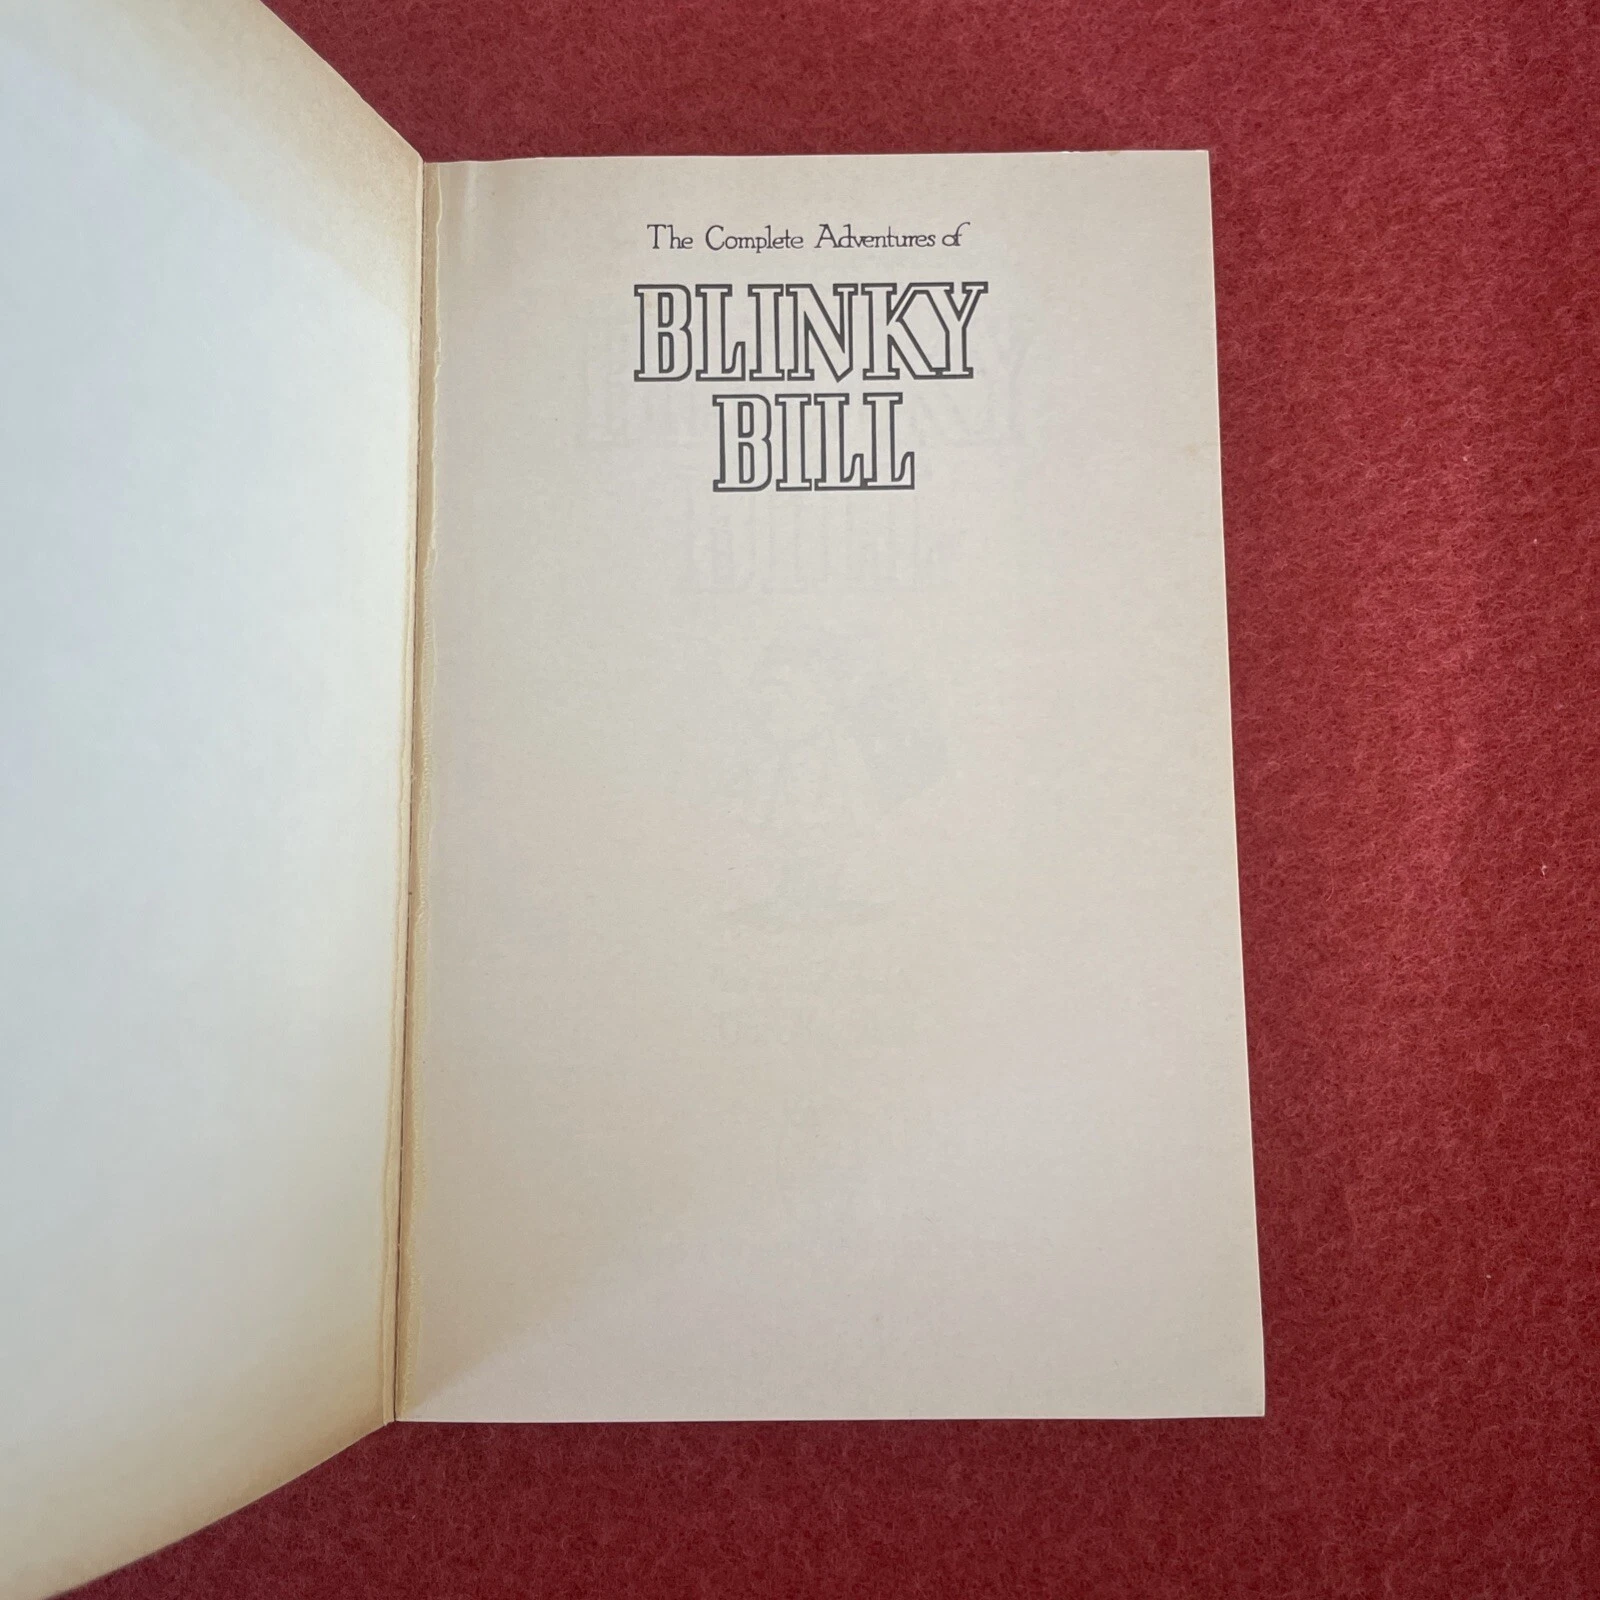 The Complete Adventures of
BLINKY
BILL